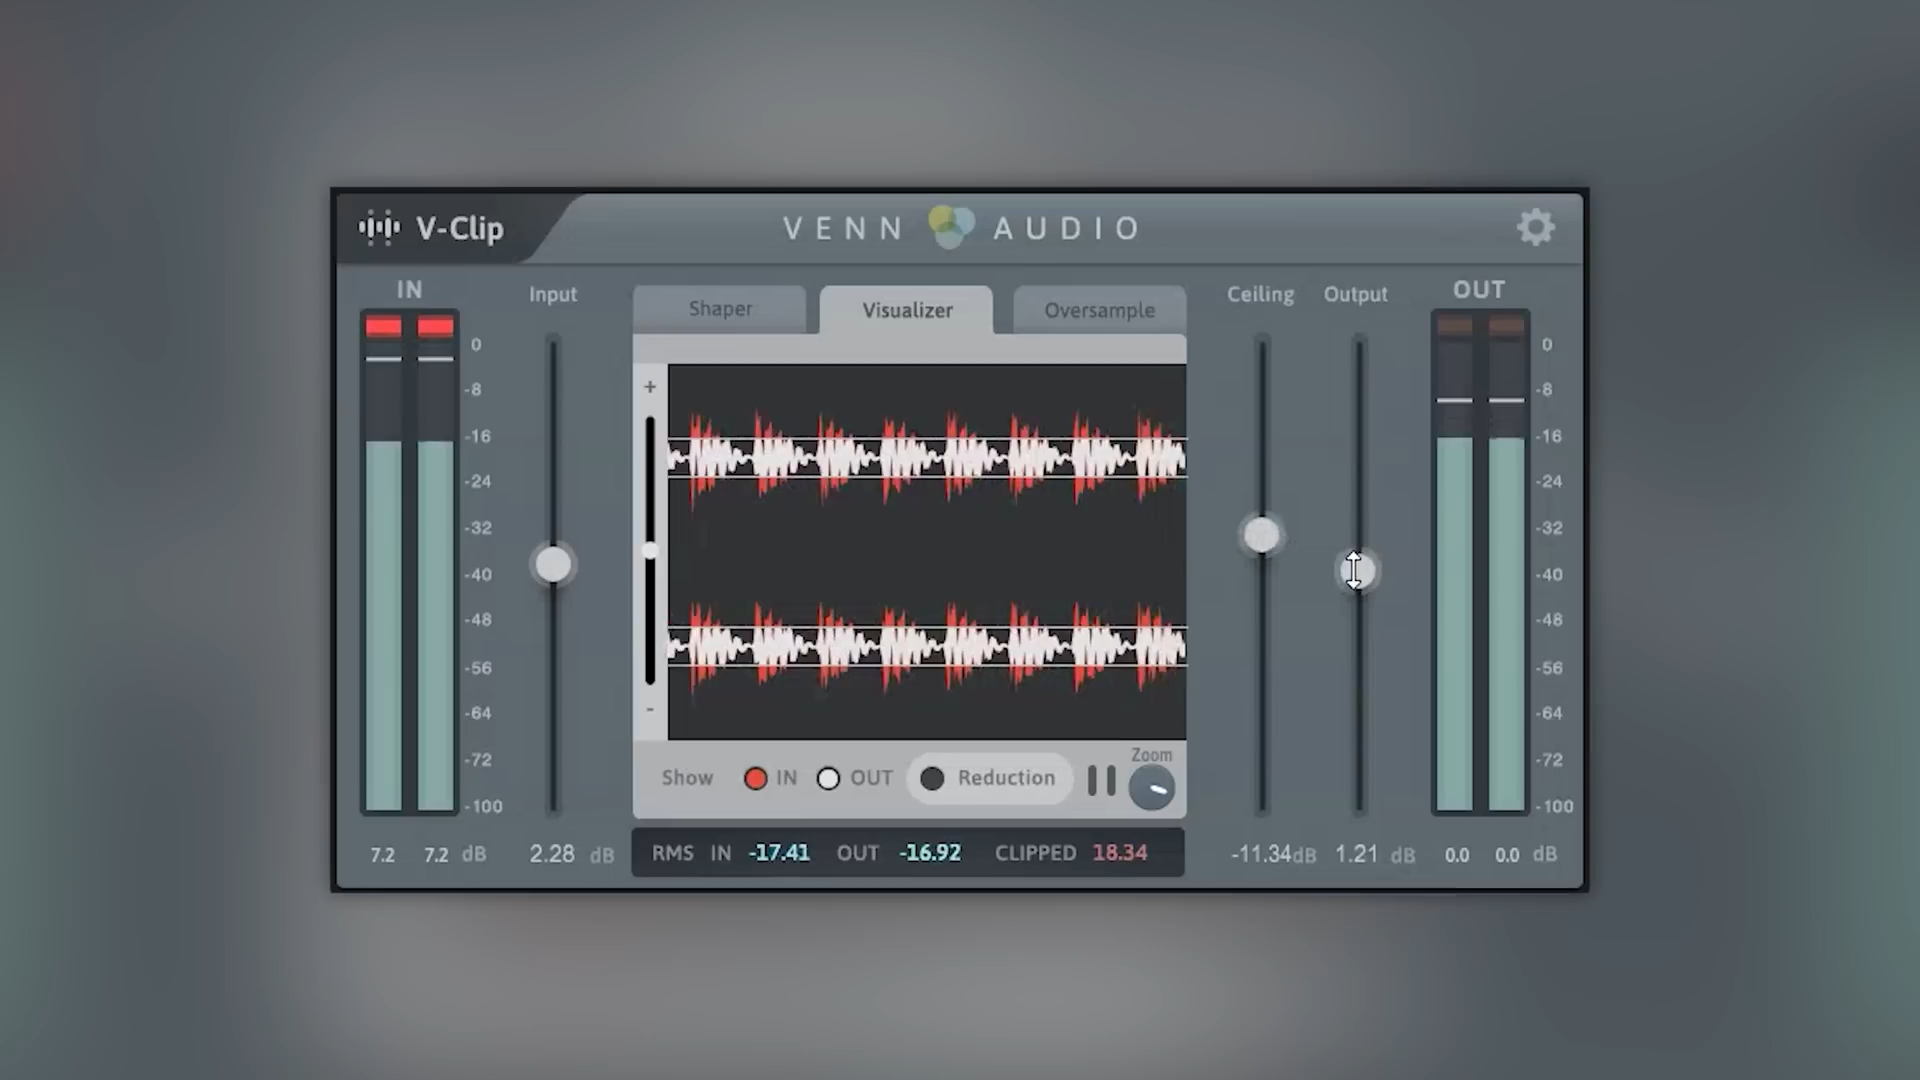 V-Clip
VENN AUDIO
IN
Input
Shaper
Visualizer
Oversample
Ceiling
Output
OUT
0
-8
-16
-24
-32
-40
-48
-56
-64
-72
-100
+
-
0
-8
-16
-24
-32
-40
-48
-56
-64
-72
-100
Show IN OUT Reduction
Zoom
7.2 7.2 dB
2.28 dB
RMS IN -17.41 OUT -16.92 CLIPPED 18.34
-11.34dB
1.21 dB
0.0 0.0 dB